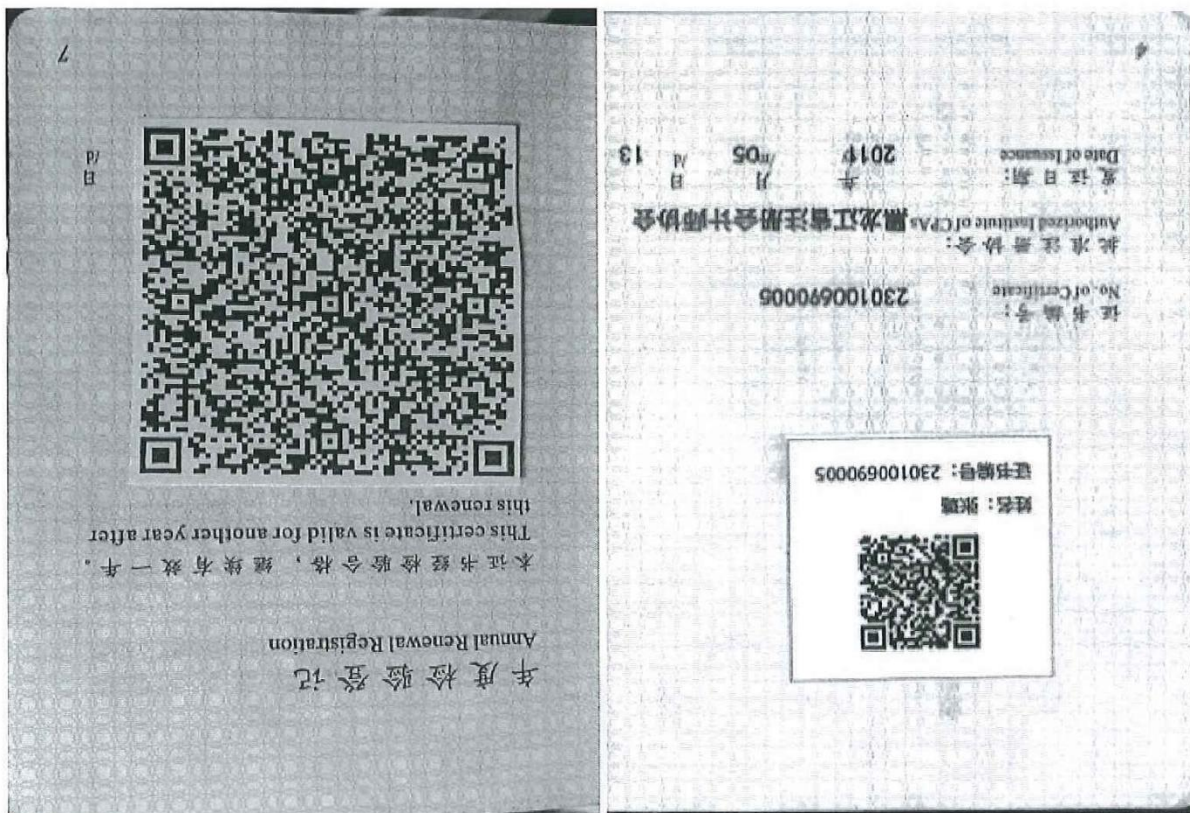 姓名：张璐
证书编号：230100690005
证书编号：
No. of Certificate
230100690005
批准注册协会：
Authorized Institute of CPAs 黑龙江省注册会计师协会
发证日期：
Date of Issuance
年 月 日
05 /m 13 /d
4
年度检验登记
Annual Renewal Registration
本证书经检验合格，继续有效一年。
This certificate is valid for another year after
this renewal.
日
/d
7